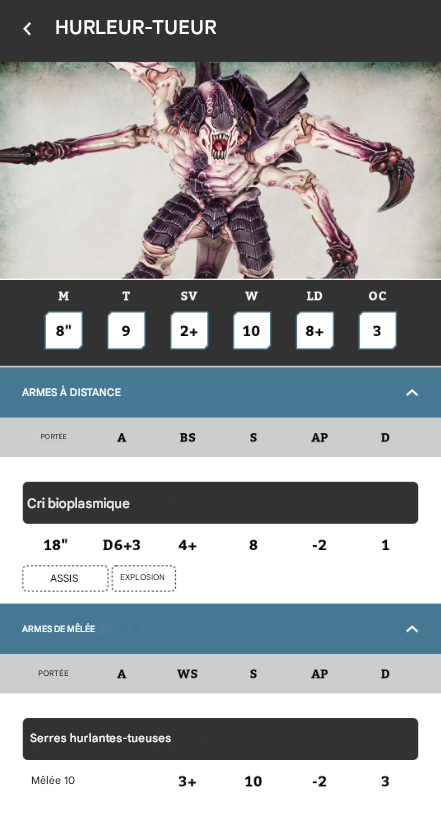 HURLEUR-TUEUR
M T SV W LD OC
8" 9 2+ 10 8+ 3
ARMES À DISTANCE
PORTÉE A BS S AP D
Cri bioplasmique
18" D6+3 4+ 8 -2 1
ASSIS EXPLOSION
ARMES DE MÊLÉE
PORTÉE A WS S AP D
Serres hurlantes-tueuses
Mêlée 10 3+ 10 -2 3